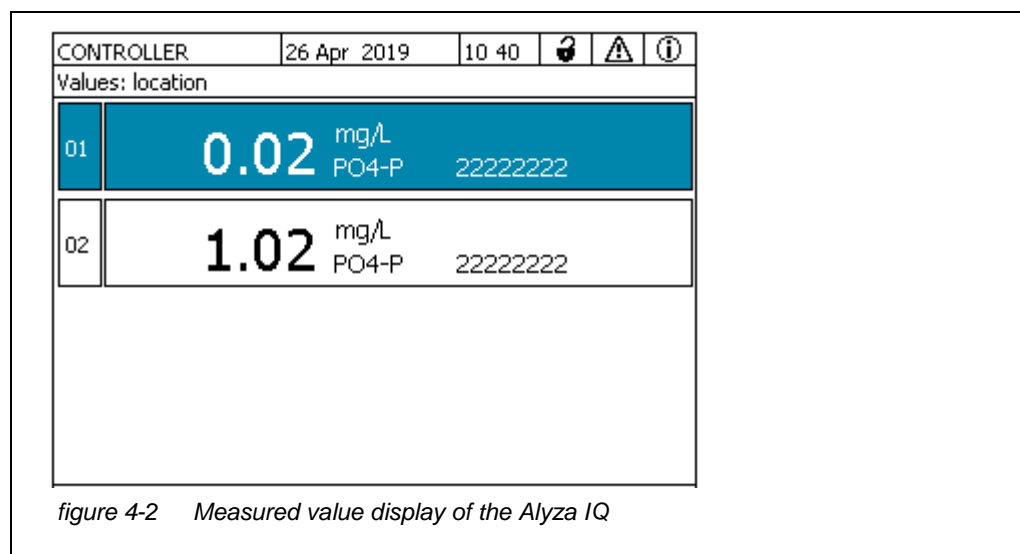 CONTROLLER 26 Apr 2019 10 40
Values: location
01 0.02 mg/L PO4-P 22222222
02 1.02 mg/L PO4-P 22222222
figure 4-2 Measured value display of the Alyza IQ